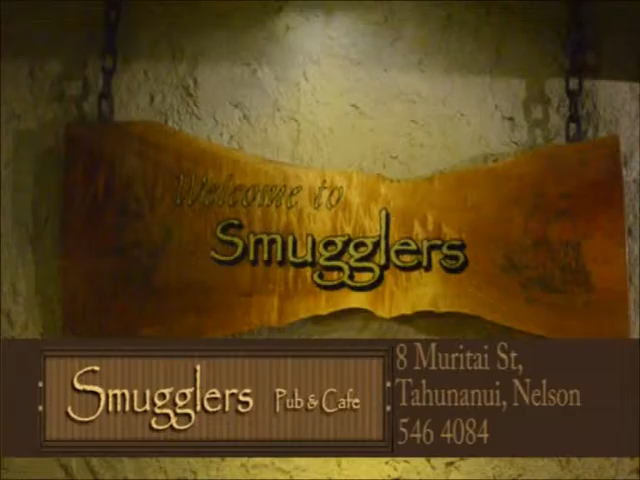 Welcome to
Smugglers
Smugglers Pub & Cafe
8 Muritai St,
Tahunanui, Nelson
546 4084